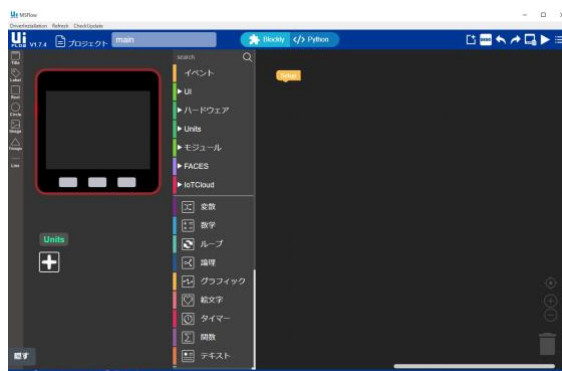 M5Flow
DriverInstallation Refresh CheckUpdate
Ui FLOW V1.7.4 プロジェクト main Blockly </> Python
Title
Label
Rect
Circle
Image
Triangle
Line
search
イベント
UI
ハードウェア
Units
モジュール
FACES
IoTCloud
変数
数学
ループ
論理
グラフィック
絵文字
タイマー
関数
テキスト
Setup
Units
隠す